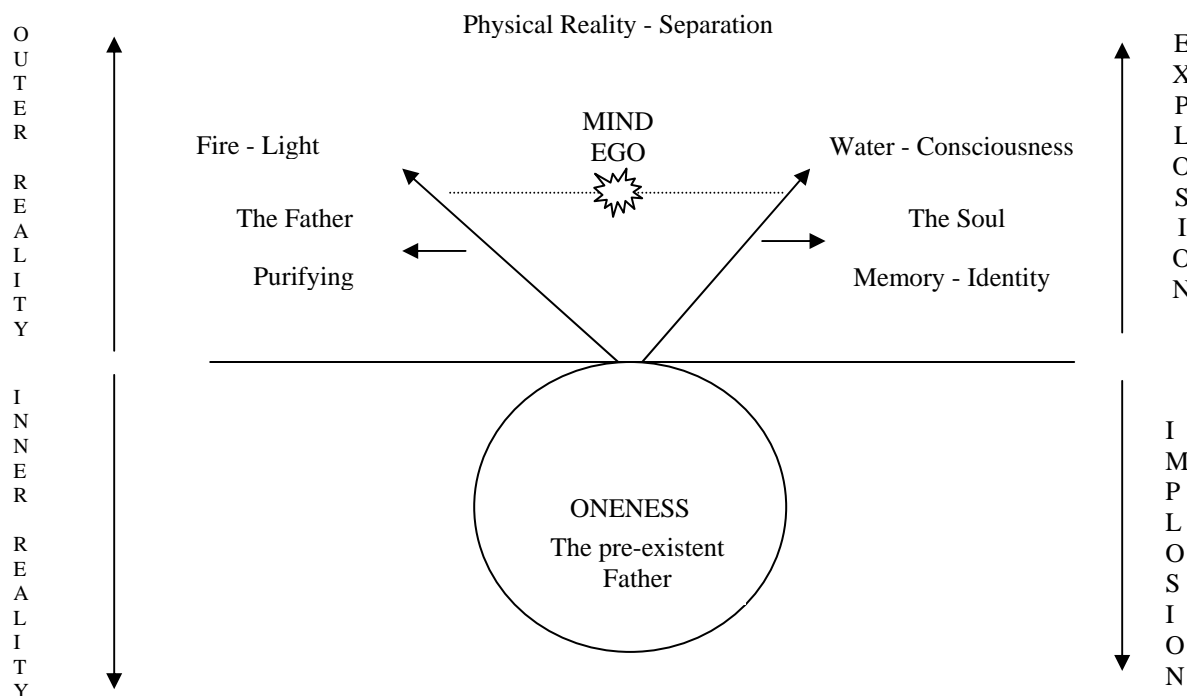 Physical Reality - Separation
OUTER REALITY
EXPLOSION
MIND
EGO
Fire - Light
Water - Consciousness
The Father
The Soul
Purifying
Memory - Identity
INNER REALITY
IMPLOSION
ONENESS
The pre-existent
Father